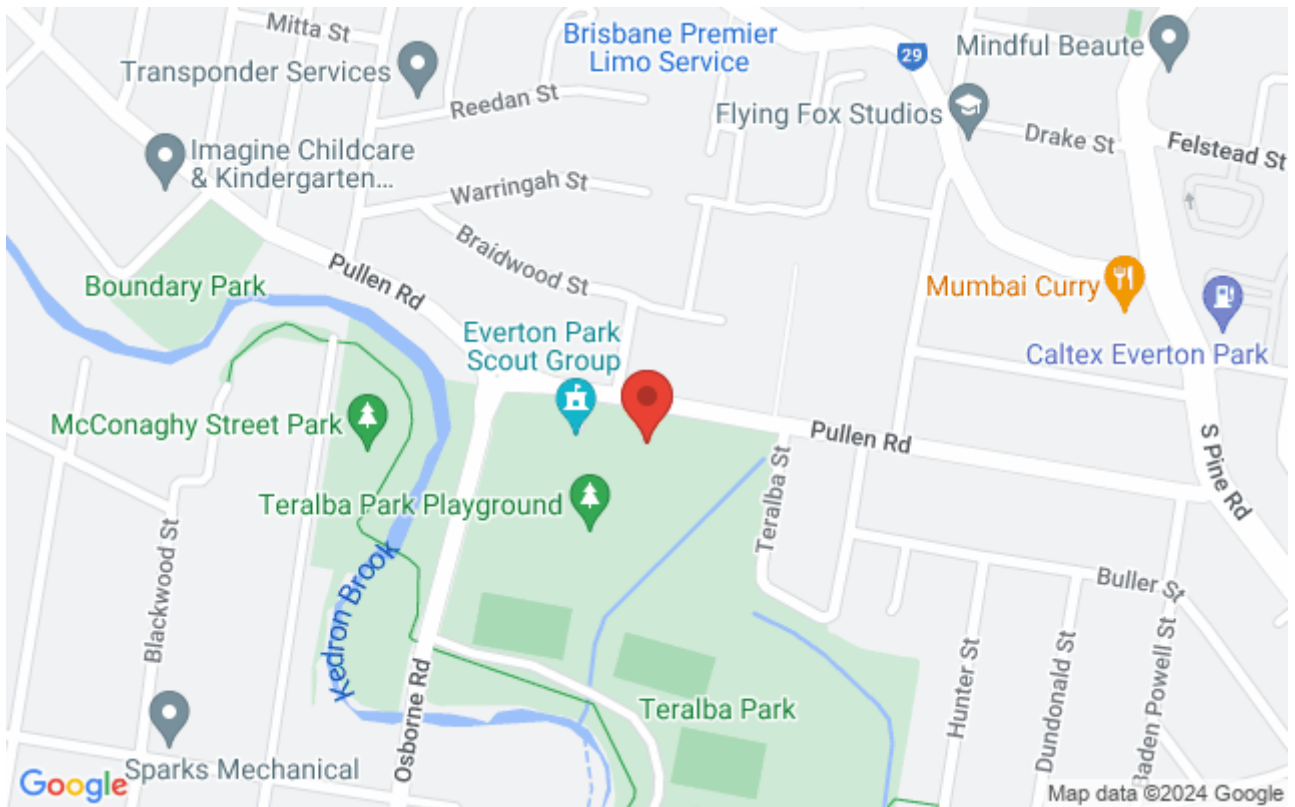 Mitta St
Brisbane Premier
Limo Service
29
Mindful Beaute
Transponder Services
Reedan St
Flying Fox Studios
Drake St
Felstead St
Imagine Childcare
& Kindergarten...
Warringah St
Braidwood St
Pullen Rd
Boundary Park
Mumbai Curry
Everton Park
Scout Group
Caltex Everton Park
McConaghy Street Park
Pullen Rd
S Pine Rd
Teralba Park Playground
Teralba St
Blackwood St
Kedron Brook
Buller St
Osborne Rd
Teralba Park
Hunter St
Dundonald St
Baden Powell St
Sparks Mechanical
Google
Map data ©2024 Google